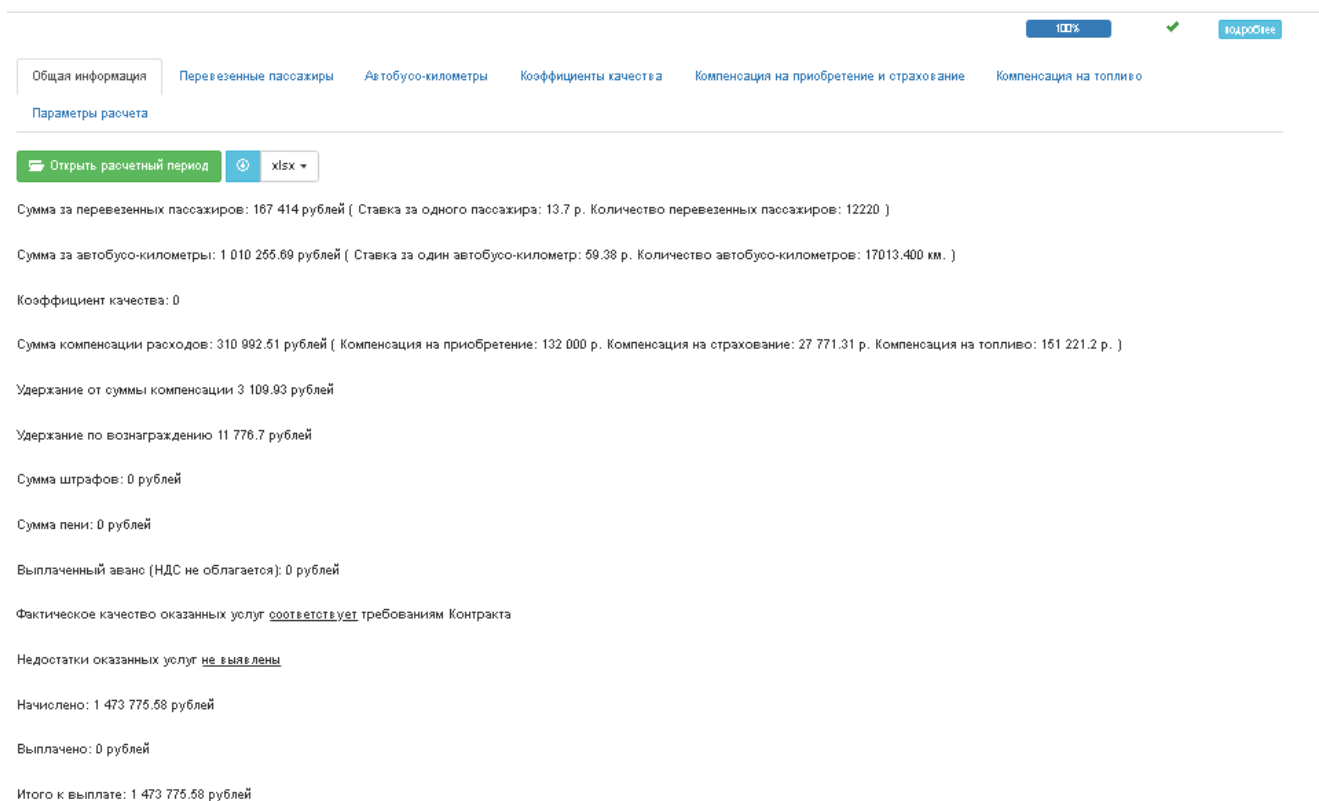 100%
подробнее
Общая информация Перевезенные пассажиры Автобусо-километры Коэффициенты качества Компенсация на приобретение и страхование Компенсация на топливо
Параметры расчета
Открыть расчетный период xlsx
Сумма за перевезенных пассажиров: 167 414 рублей ( Ставка за одного пассажира: 13.7 р. Количество перевезенных пассажиров: 12220 )
Сумма за автобусо-километры: 1 010 255.69 рублей ( Ставка за один автобусо-километр: 59.38 р. Количество автобусо-километров: 17013.400 км. )
Коэффициент качества: 0
Сумма компенсации расходов: 310 992.51 рублей ( Компенсация на приобретение: 132 000 р. Компенсация на страхование: 27 771.31 р. Компенсация на топливо: 151 221.2 р. )
Удержание от суммы компенсации 3 109.93 рублей
Удержание по вознаграждению 11 776.7 рублей
Сумма штрафов: 0 рублей
Сумма пени: 0 рублей
Выплаченный аванс (НДС не облагается): 0 рублей
Фактическое качество оказанных услуг соответствует требованиям Контракта
Недостатки оказанных услуг не выявлены
Начислено: 1 473 775.58 рублей
Выплачено: 0 рублей
Итого к выплате: 1 473 775.58 рублей